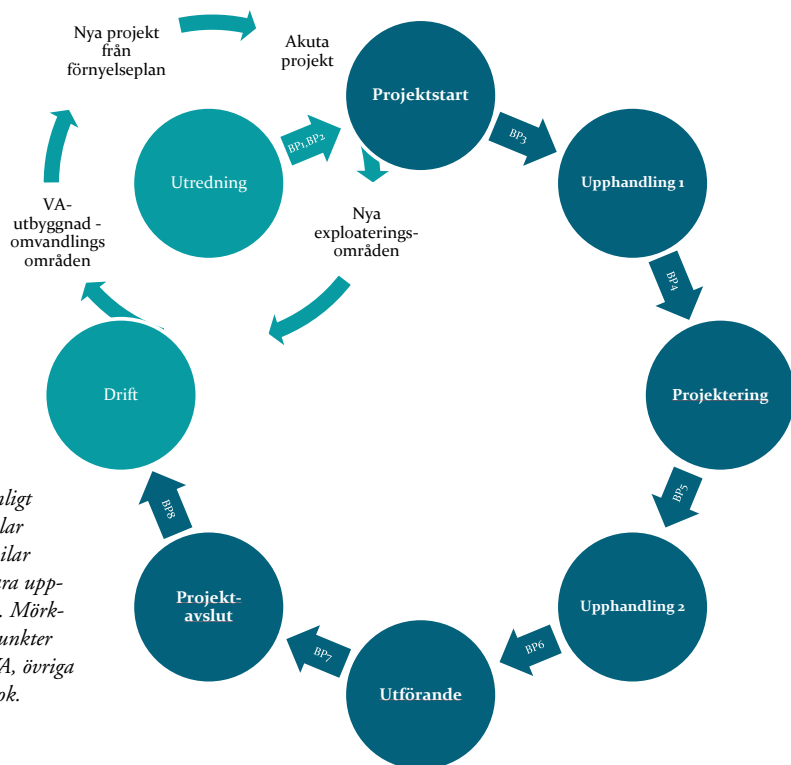 Nya projekt
från
förnyelseplan
Akuta
projekt
Projektstart
BP1,BP2
BP3
Utredning
Upphandling 1
VA-
utbyggnad -
omvandlings
områden
Nya
exploaterings-
områden
BP4
Drift
Projektering
BP5
BP8
nligt
lar
ilar
ra upp-
. Mörk-
unkter
A, övriga
ok.
Projekt-
avslut
Upphandling 2
BP6
BP7
Utförande